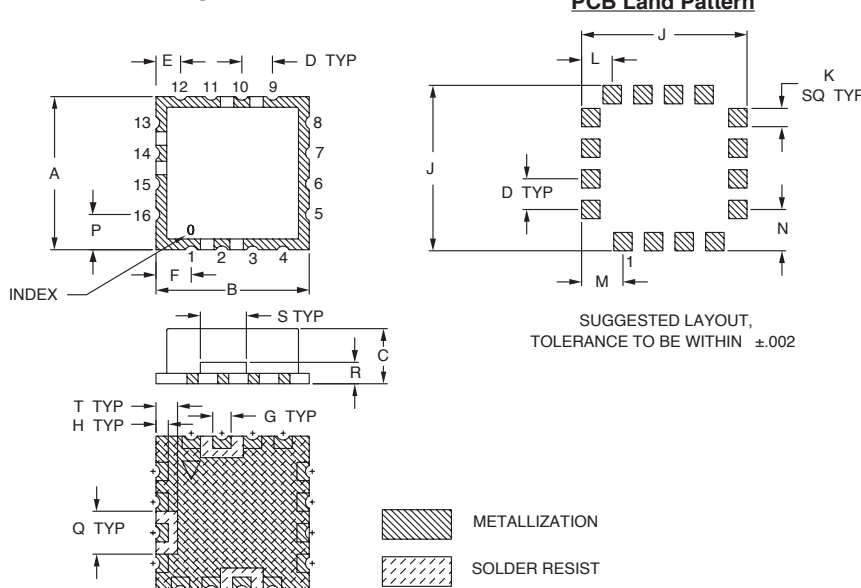 PCB Land Pattern
E
D TYP
12 11 10 9
13
14
15
16
8
7
6
5
A
P
0
1 2 3 4
F
B
INDEX
J
L
K
SQ TYP
J
D TYP
N
1
M
SUGGESTED LAYOUT,
TOLERANCE TO BE WITHIN ±.002
S TYP
C
R
T TYP
H TYP
G TYP
Q TYP
METALLIZATION
SOLDER RESIST